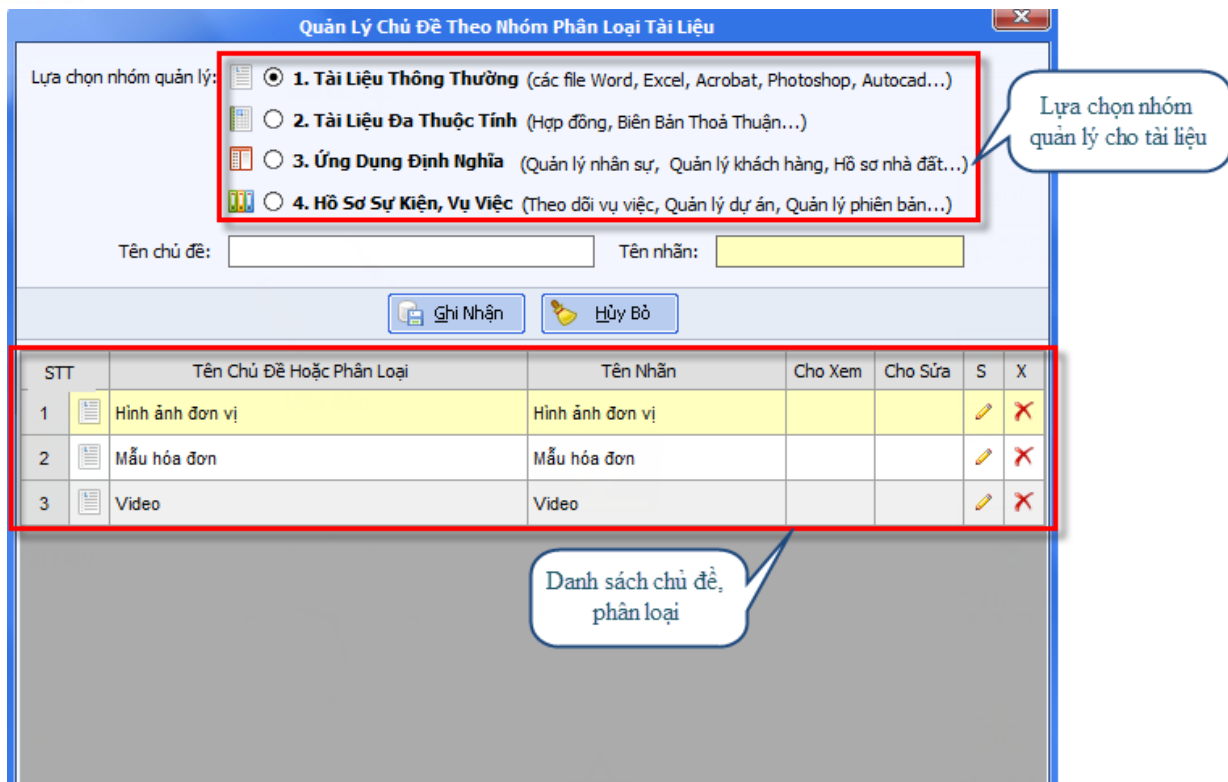 Quản Lý Chủ Đề Theo Nhóm Phân Loại Tài Liệu
Lựa chọn nhóm quản lý:
1. Tài Liệu Thông Thường (các file Word, Excel, Acrobat, Photoshop, Autocad...)
2. Tài Liệu Đa Thuộc Tính (Hợp đồng, Biên Bản Thoả Thuận...)
3. Ứng Dụng Định Nghĩa (Quản lý nhân sự, Quản lý khách hàng, Hồ sơ nhà đất...)
4. Hồ Sơ Sự Kiện, Vụ Việc (Theo dõi vụ việc, Quản lý dự án, Quản lý phiên bản...)
Lựa chọn nhóm
quản lý cho tài liệu
Tên chủ đề: Tên nhãn:
Ghi Nhận Hủy Bỏ
STT Tên Chủ Đề Hoặc Phân Loại Tên Nhãn Cho Xem Cho Sửa S X
1 Hình ảnh đơn vị Hình ảnh đơn vị
2 Mẫu hóa đơn Mẫu hóa đơn
3 Video Video
Danh sách chủ đề,
phân loại